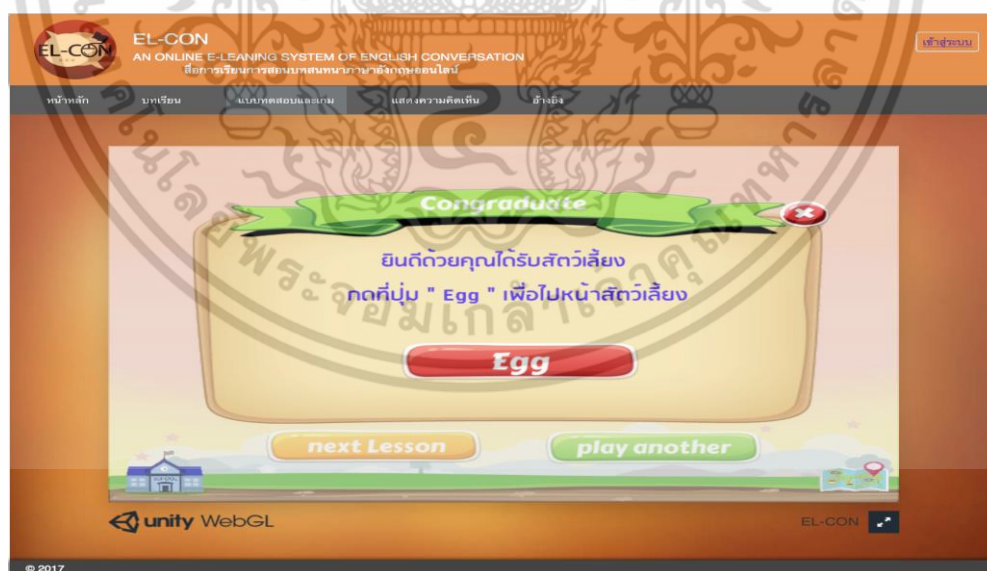 EL-CON
EL-CON
AN ONLINE E-LEANING SYSTEM OF ENGLISH CONVERSATION
สื่อการเรียนการสอนบทสนทนาภาษาอังกฤษออนไลน์
เข้าสู่ระบบ
หน้าหลัก บทเรียน แบบทดสอบและเกม แสดงความคิดเห็น อ้างอิง
Congraduate
ยินดีด้วยคุณได้รับสัตว์เลี้ยง
กดที่ปุ่ม " Egg " เพื่อไปหน้าสัตว์เลี้ยง
Egg
next Lesson play another
unity WebGL EL-CON
© 2017